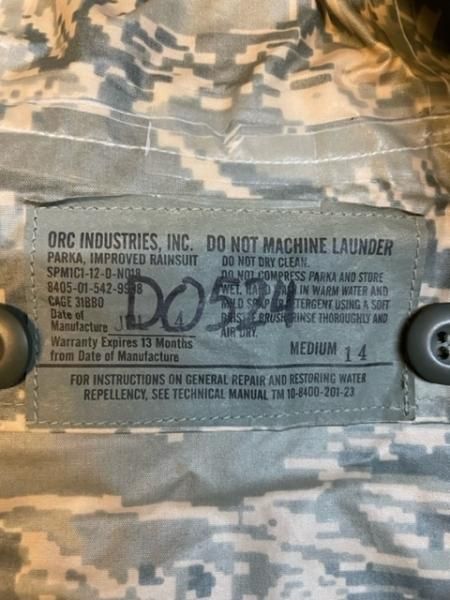 ORC INDUSTRIES, INC.
PARKA, IMPROVED RAINSUIT
SPM1C1-12-D-N018
8405-01-542-9938
CAGE 31BB0
Date of
Manufacture
Warranty Expires 13 Months
from Date of Manufacture
DO NOT MACHINE LAUNDER
DO NOT DRY CLEAN.
DO NOT COMPRESS PARKA AND STORE
WET. IN WARM WATER AND
MILD DETERGENT USING A SOFT
BRISTLE BRUSH. RINSE THOROUGHLY AND
AIR DRY.
MEDIUM 14
FOR INSTRUCTIONS ON GENERAL REPAIR AND RESTORING WATER
REPELLENCY, SEE TECHNICAL MANUAL TM 10-8400-201-23